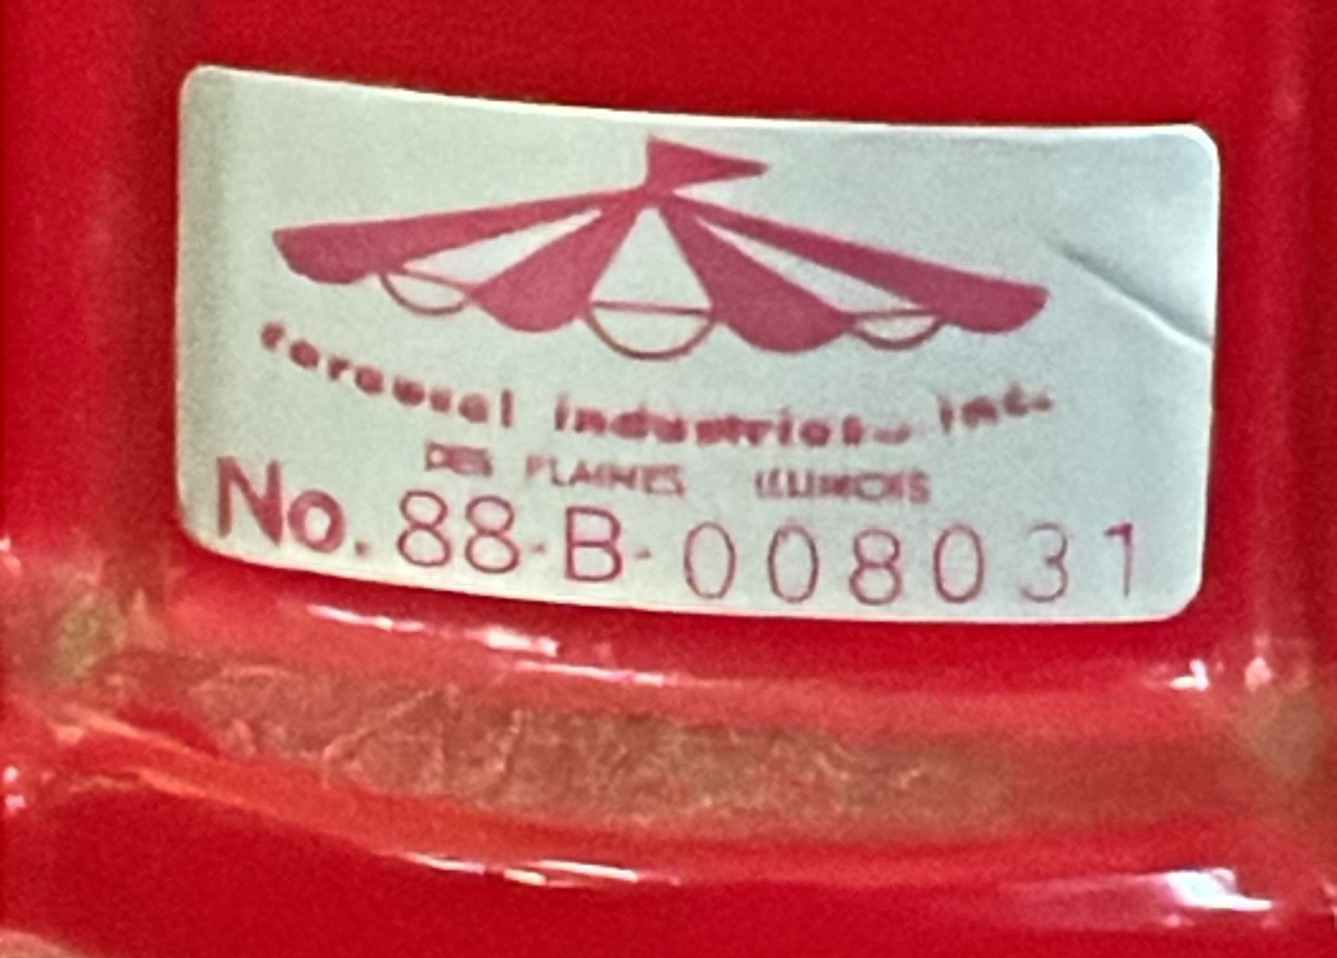 carousel industries, inc.
DES PLAINES ILLINOIS
No. 88-B-008031